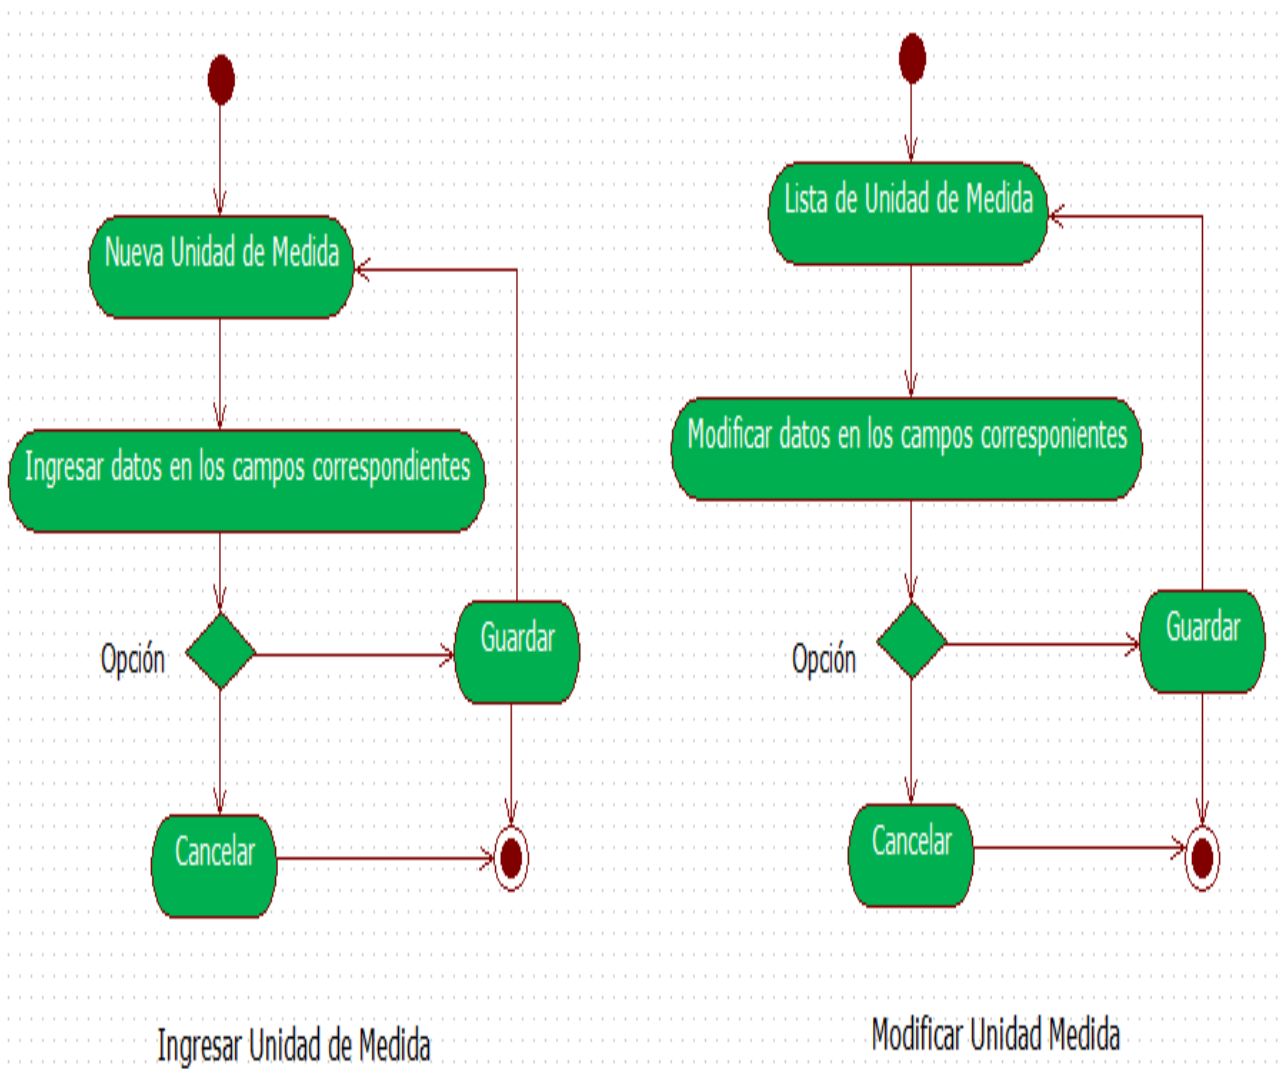 Nueva Unidad de Medida
Ingresar datos en los campos correspondientes
Opción
Guardar
Cancelar
Ingresar Unidad de Medida
Lista de Unidad de Medida
Modificar datos en los campos corresponientes
Opción
Guardar
Cancelar
Modificar Unidad Medida